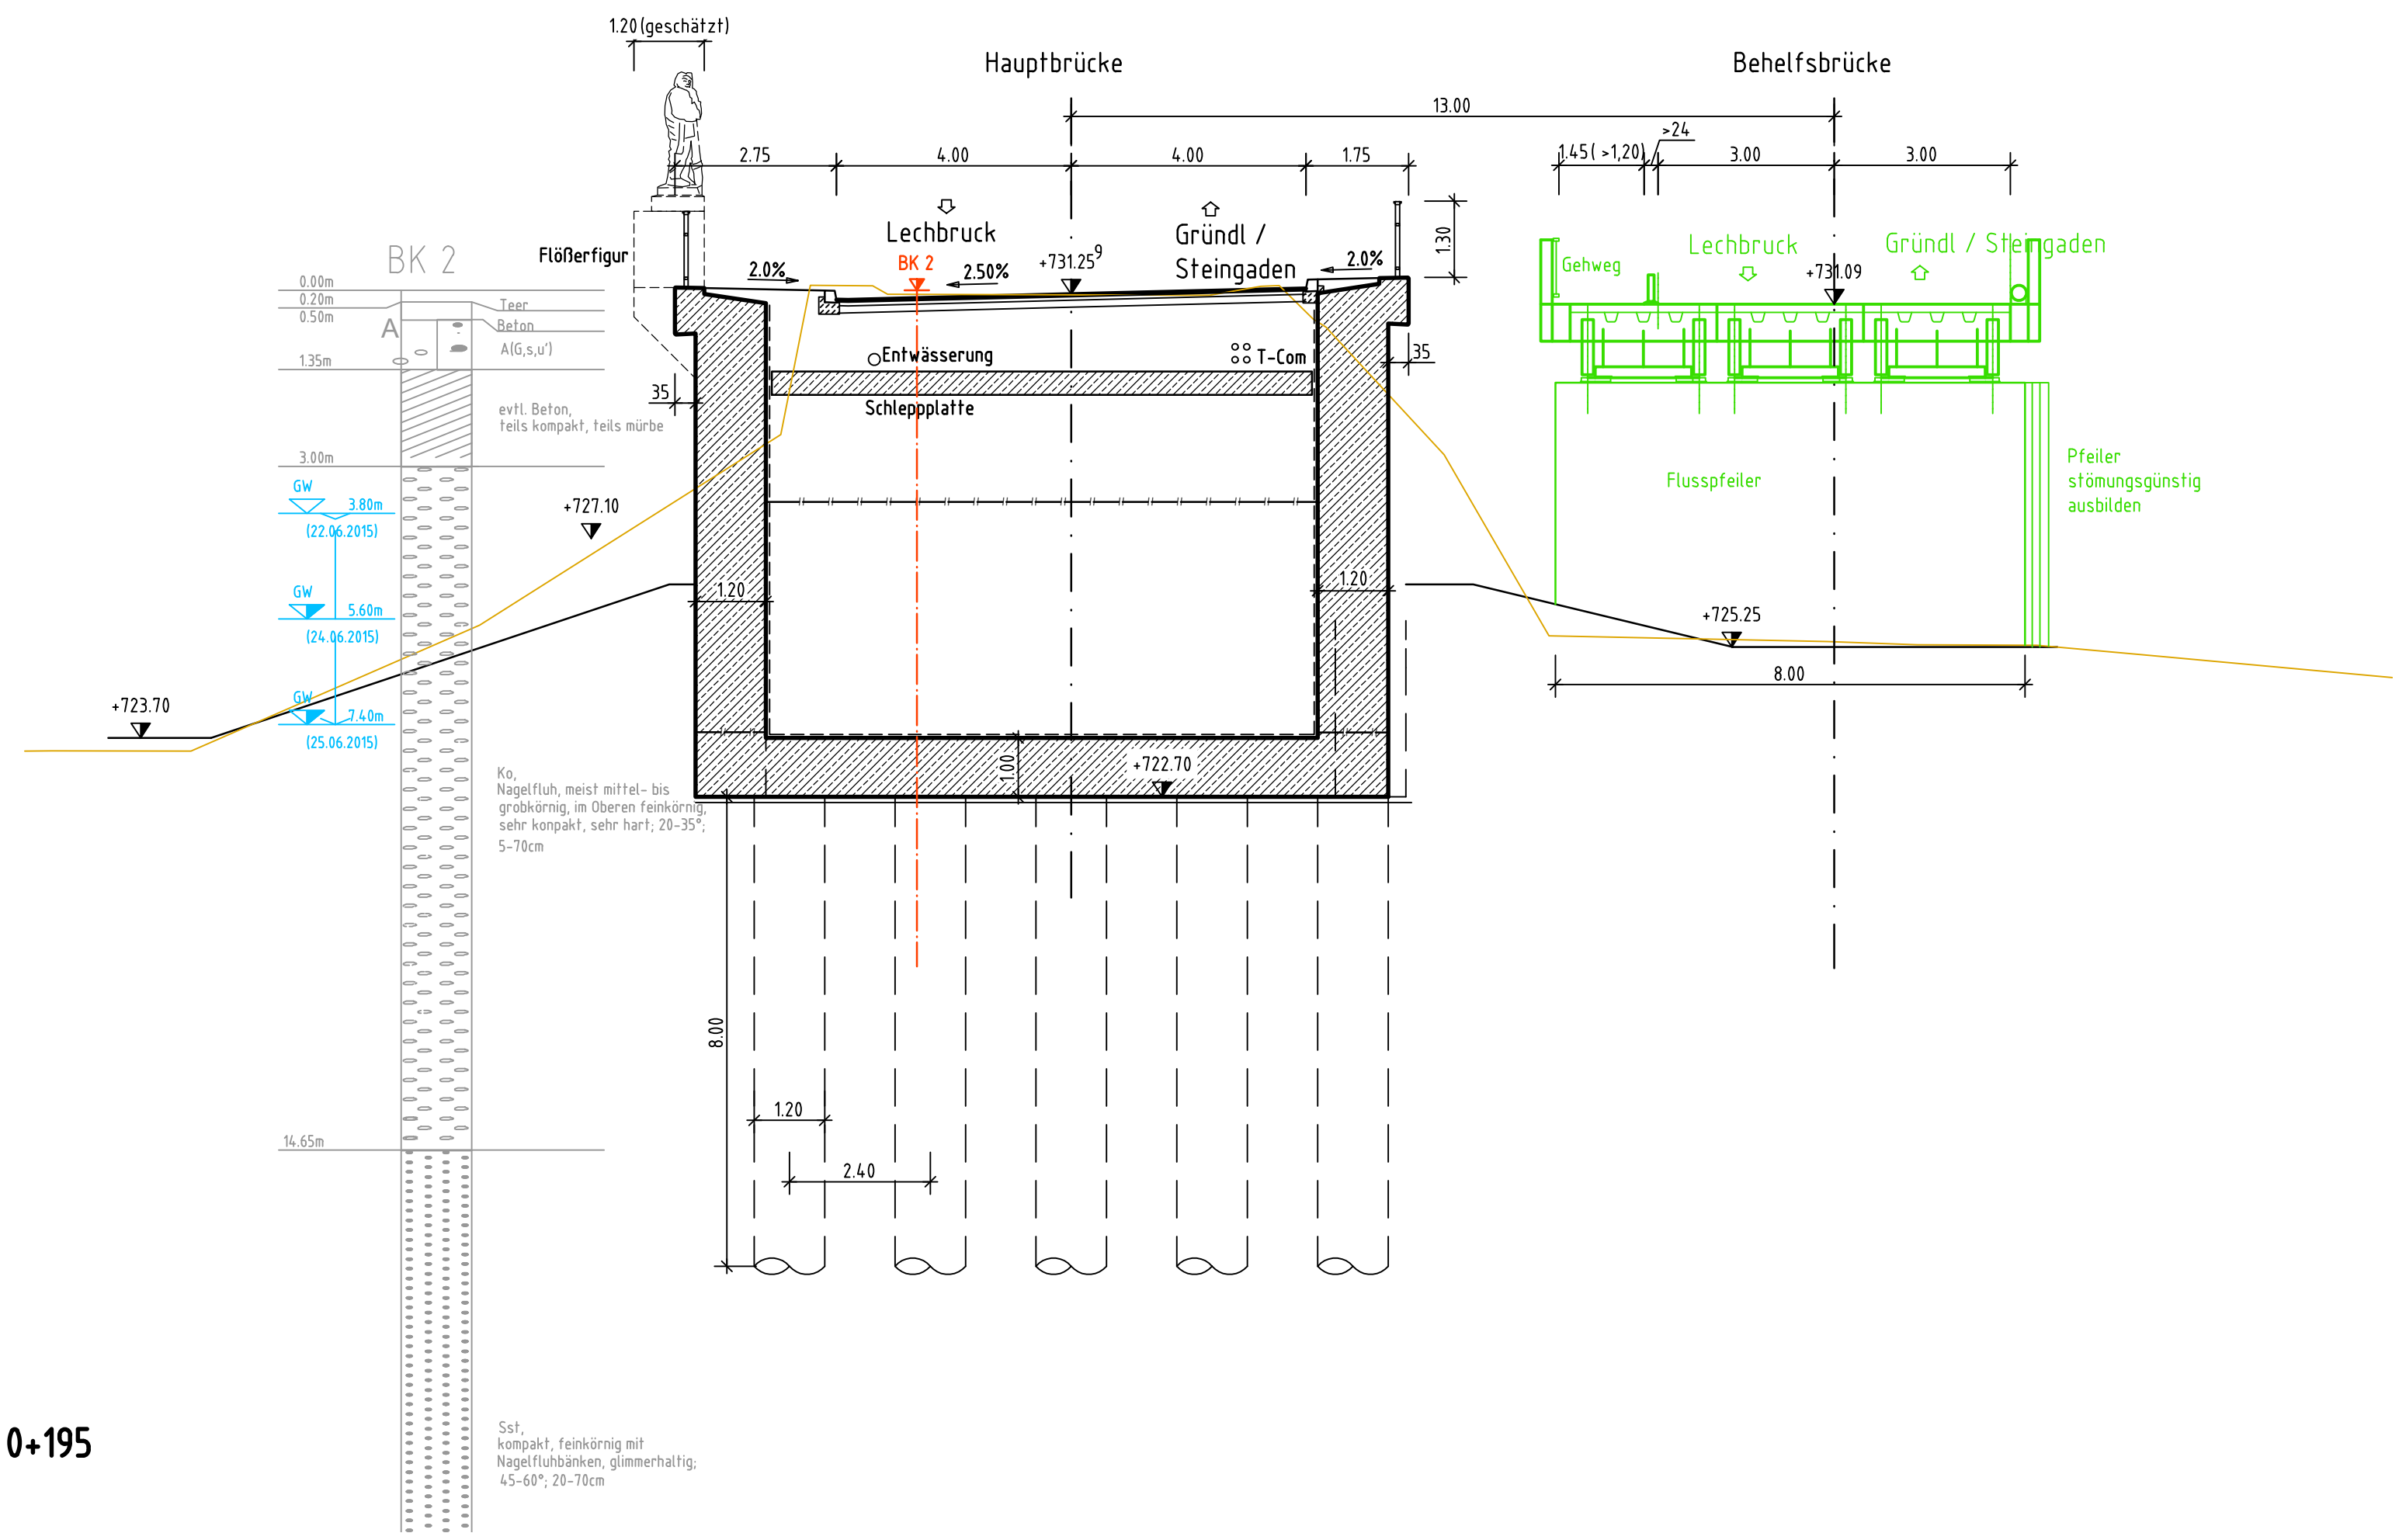 1.20 (geschätzt)
Hauptbrücke
Behelfsbrücke
13.00
>24
2.75
4.00
4.00
1.75
1.45 ( >1,20)
3.00
3.00
Flößerfigur
Lechbruck
BK 2
2.0%
2.50%
+731.25⁹
Gründl /
Steingaden
2.0%
1.30
Gehweg
Lechbruck
+731.09
Gründl / Steingaden
BK 2
0.00m
0.20m
0.50m
Teer
Beton
A
A(G,s,u')
1.35m
evtl. Beton,
teils kompakt, teils mürbe
3.00m
Entwässerung
T-Com
35
35
Schleppplatte
GW
3.80m
(22.06.2015)
GW
5.60m
(24.06.2015)
GW
7.40m
(25.06.2015)
+727.10
+723.70
1.20
1.20
Flusspfeiler
Pfeiler
stömungsgünstig
ausbilden
+725.25
8.00
1.00
+722.70
Ko,
Nagelfluh, meist mittel- bis
grobkörnig, im Oberen feinkörnig,
sehr konpakt, sehr hart; 20-35°;
5-70cm
8.00
1.20
2.40
14.65m
Sst,
kompakt, feinkörnig mit
Nagelfluhbänken, glimmerhaltig;
45-60°; 20-70cm
0+195